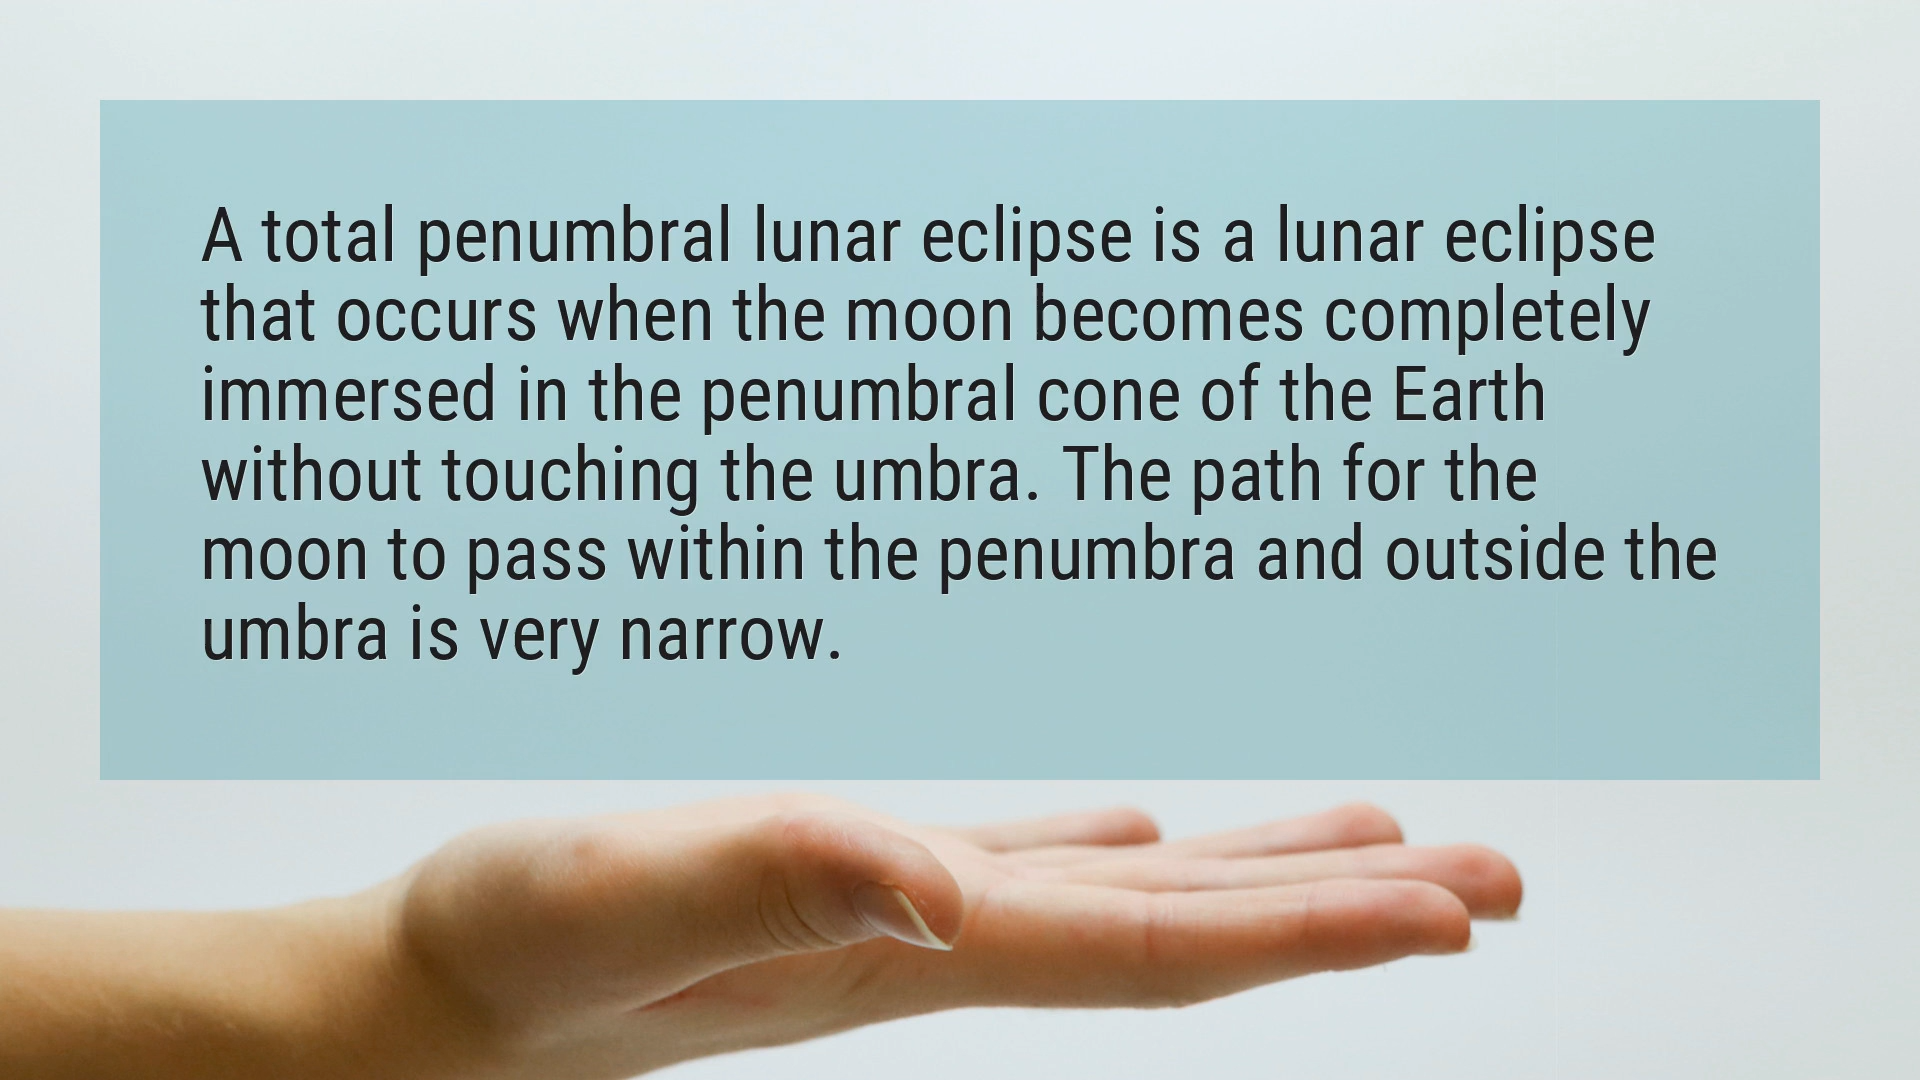 A total penumbral lunar eclipse is a lunar eclipse
that occurs when the moon becomes completely
immersed in the penumbral cone of the Earth
without touching the umbra. The path for the
moon to pass within the penumbra and outside the
umbra is very narrow.